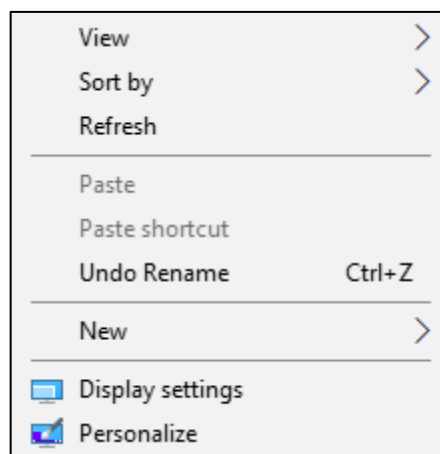 View
Sort by
Refresh
Paste
Paste shortcut
Undo Rename Ctrl+Z
New
Display settings
Personalize